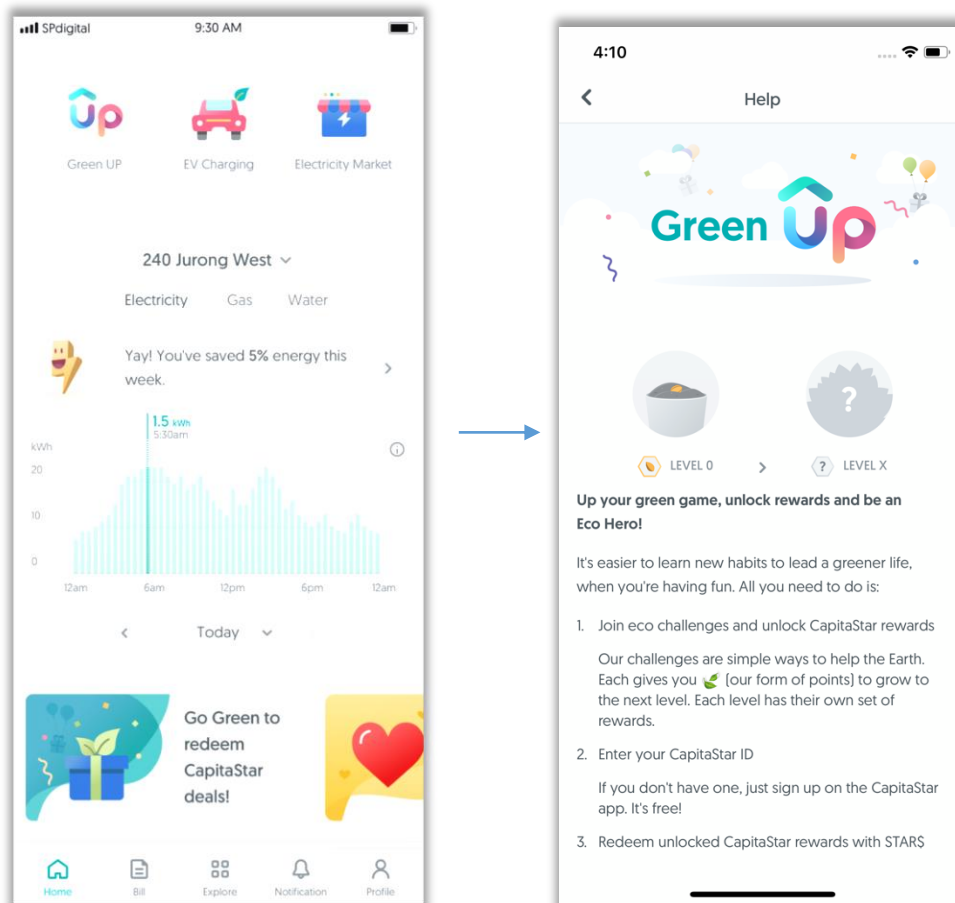 SPdigital 9:30 AM
Up
Green UP EV Charging Electricity Market
240 Jurong West
Electricity Gas Water
Yay! You've saved 5% energy this
week.
1.5 kWh
5:30am
kWh
20
10
0
12am 6am 12pm 6pm 12am
Today
Go Green to
redeem
CapitaStar
deals!
Home Bill Explore Notification Profile
4:10
Help
Green Up
?
LEVEL 0 > ? LEVEL X
Up your green game, unlock rewards and be an
Eco Hero!
It's easier to learn new habits to lead a greener life,
when you're having fun. All you need to do is:
1. Join eco challenges and unlock CapitaStar rewards
Our challenges are simple ways to help the Earth.
Each gives you 🌿 (our form of points) to grow to
the next level. Each level has their own set of
rewards.
2. Enter your CapitaStar ID
If you don't have one, just sign up on the CapitaStar
app. It's free!
3. Redeem unlocked CapitaStar rewards with STAR$